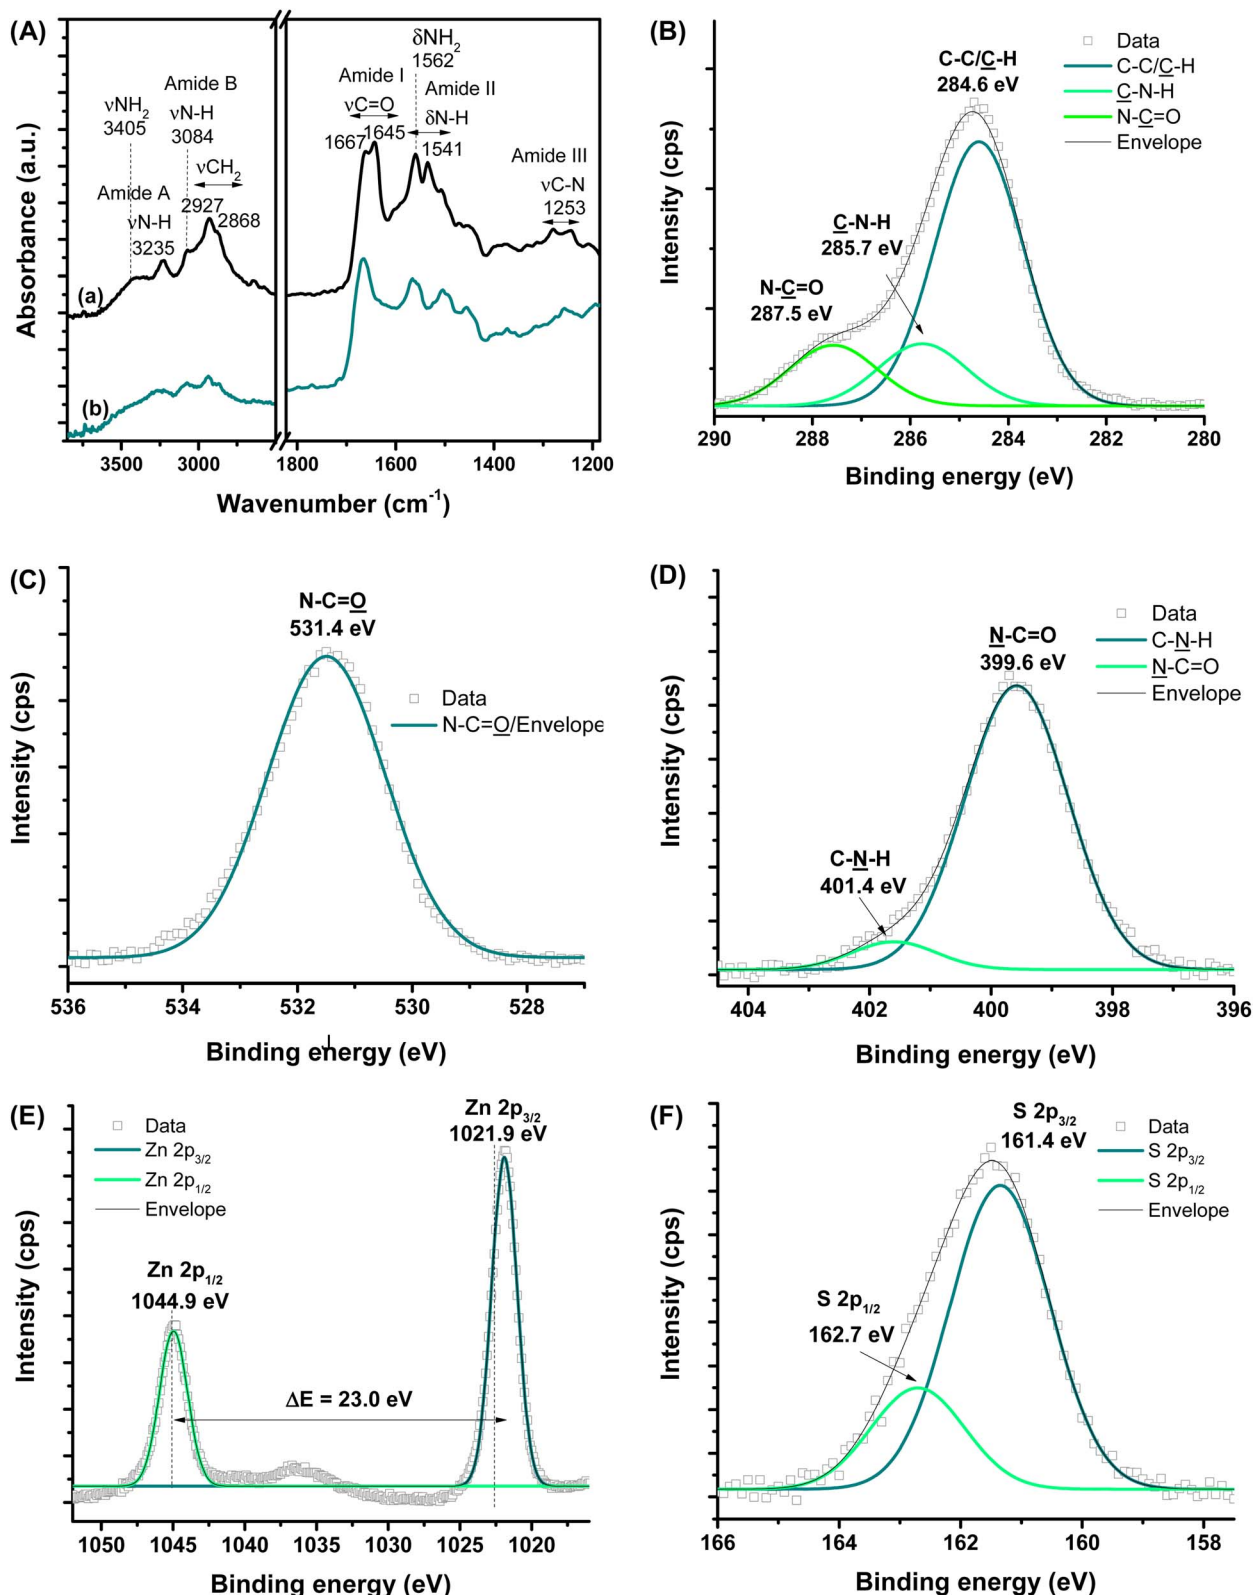 (A)
δNH₂
1562
Amide I
Amide B
Amide II
νC=O
νNH₂
νN-H
δN-H
3405
3084
1667
1645
1541
νCH₂
Amide III
Amide A
νC-N
2927
1253
νN-H
2868
3235
(a)
(b)
Absorbance (a.u.)
3500
3000
1800
1600
1400
1200
Wavenumber (cm⁻¹)
(B)
C-C/C-H
284.6 eV
Data
C-C/C-H
C-N-H
N-C=O
Envelope
C-N-H
285.7 eV
N-C=O
287.5 eV
Intensity (cps)
290
288
286
284
282
280
Binding energy (eV)
(C)
N-C=O
531.4 eV
Data
N-C=O/Envelope
Intensity (cps)
536
534
532
530
528
Binding energy (eV)
(D)
N-C=O
399.6 eV
Data
C-N-H
N-C=O
Envelope
C-N-H
401.4 eV
Intensity (cps)
404
402
400
398
396
Binding energy (eV)
(E)
Data
Zn 2p₃/₂
Zn 2p₁/₂
Envelope
Zn 2p₃/₂
1021.9 eV
Zn 2p₁/₂
1044.9 eV
ΔE = 23.0 eV
Intensity (cps)
1050
1045
1040
1035
1030
1025
1020
Binding energy (eV)
(F)
S 2p₃/₂
161.4 eV
Data
S 2p₃/₂
S 2p₁/₂
Envelope
S 2p₁/₂
162.7 eV
Intensity (cps)
166
164
162
160
158
Binding energy (eV)